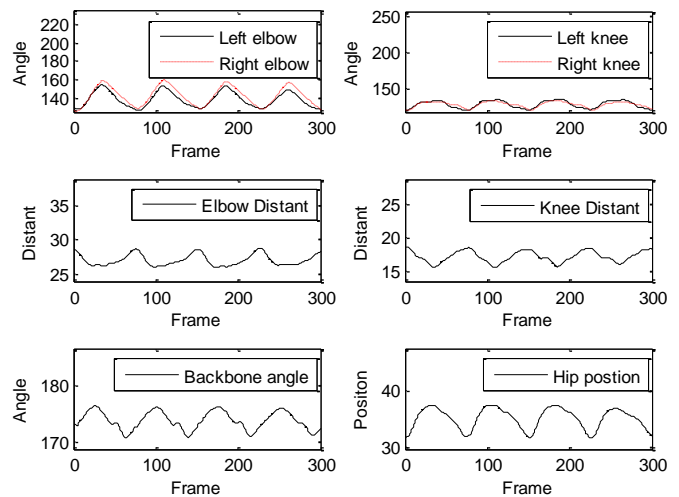 220
200
180
160
140
Angle
Left elbow
Right elbow
0 100 200 300
Frame
250
200
150
Angle
Left knee
Right knee
0 100 200 300
Frame
35
30
25
Distant
Elbow Distant
0 100 200 300
Frame
25
20
15
Distant
Knee Distant
0 100 200 300
Frame
180
170
Angle
Backbone angle
0 100 200 300
Frame
40
30
Positon
Hip postion
0 100 200 300
Frame